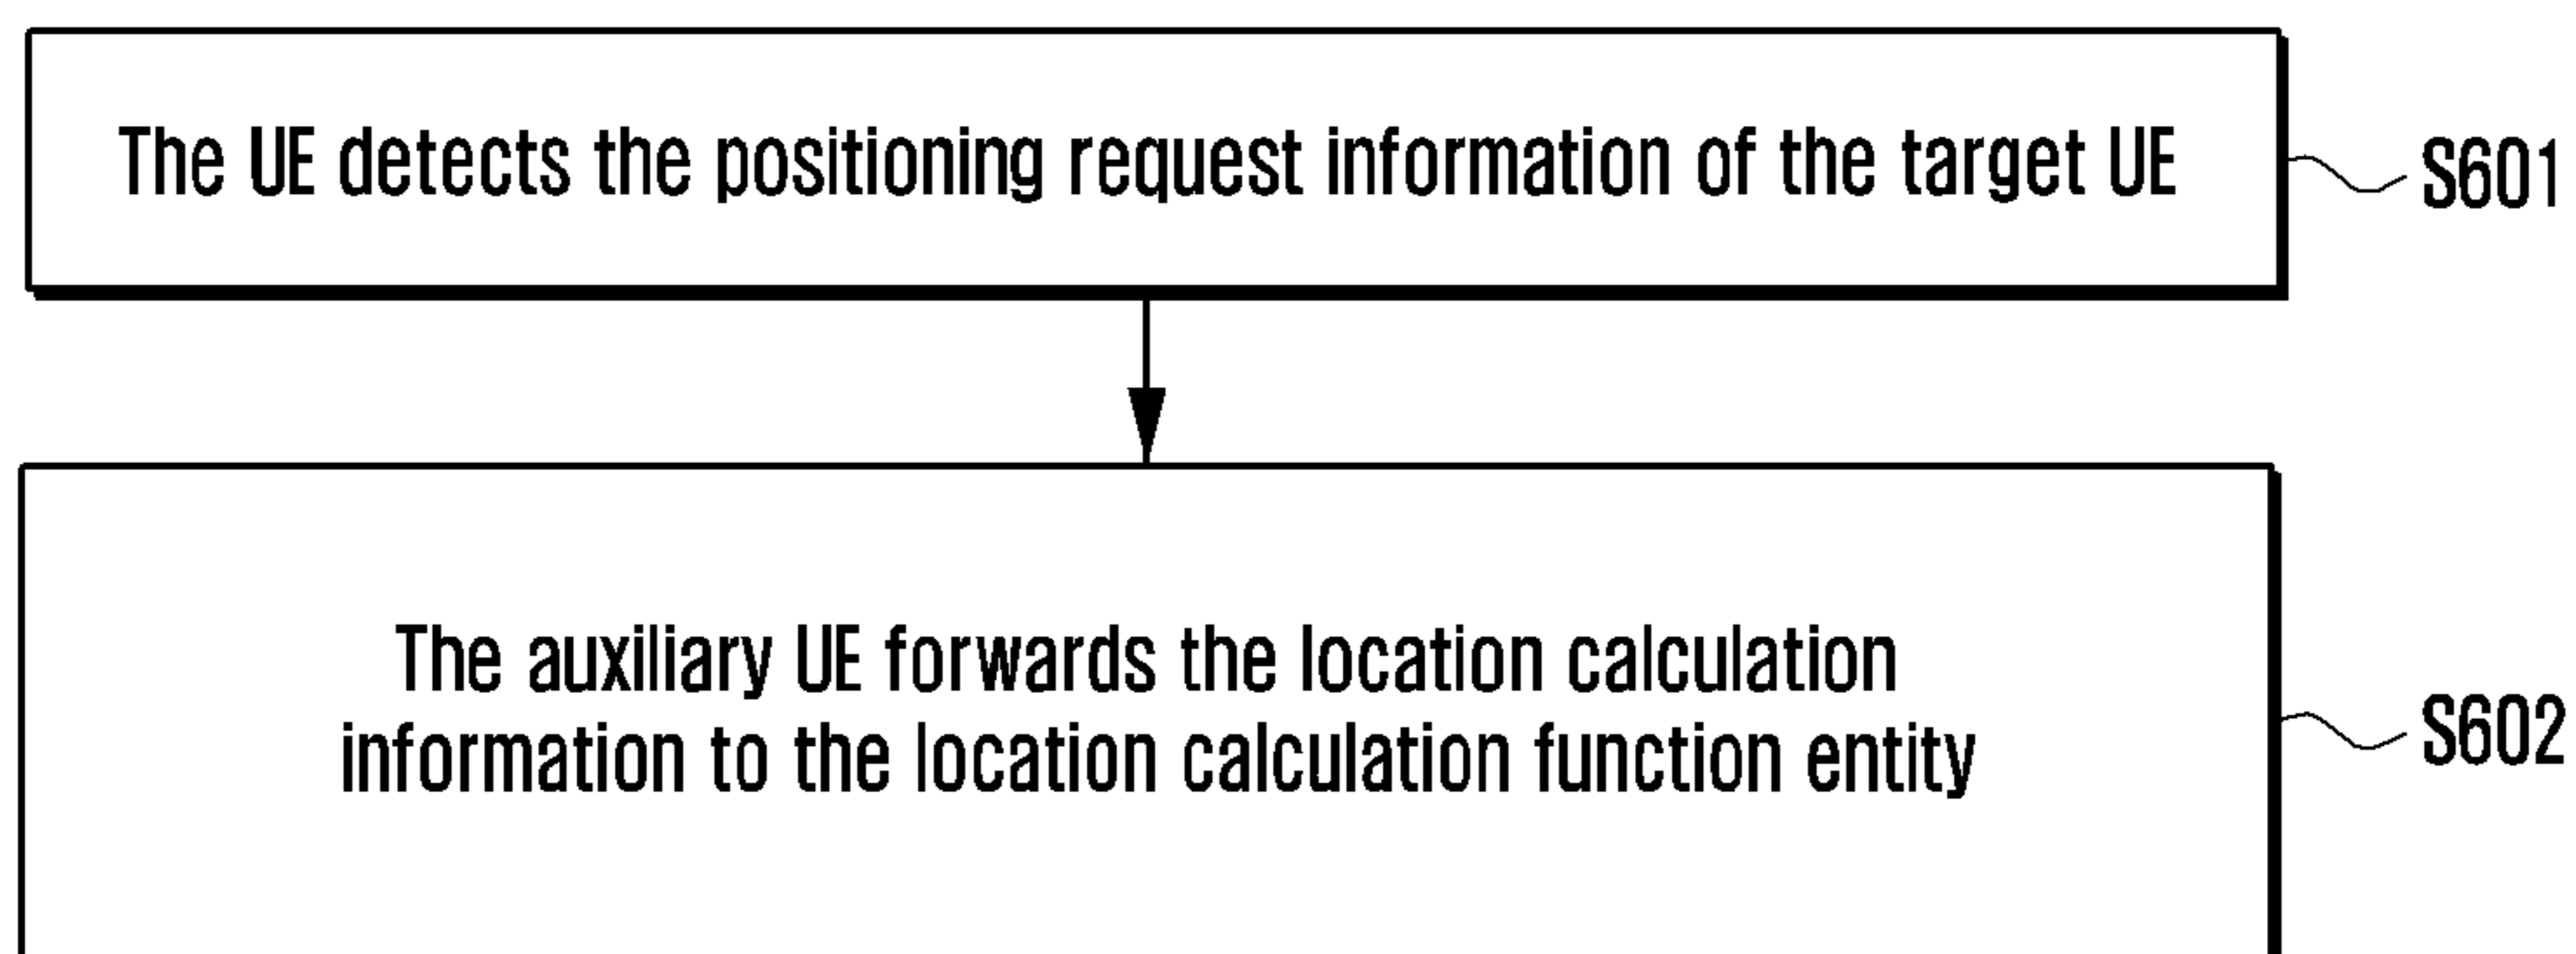 The UE detects the positioning request information of the target UE
S601
The auxiliary UE forwards the location calculation
information to the location calculation function entity
S602